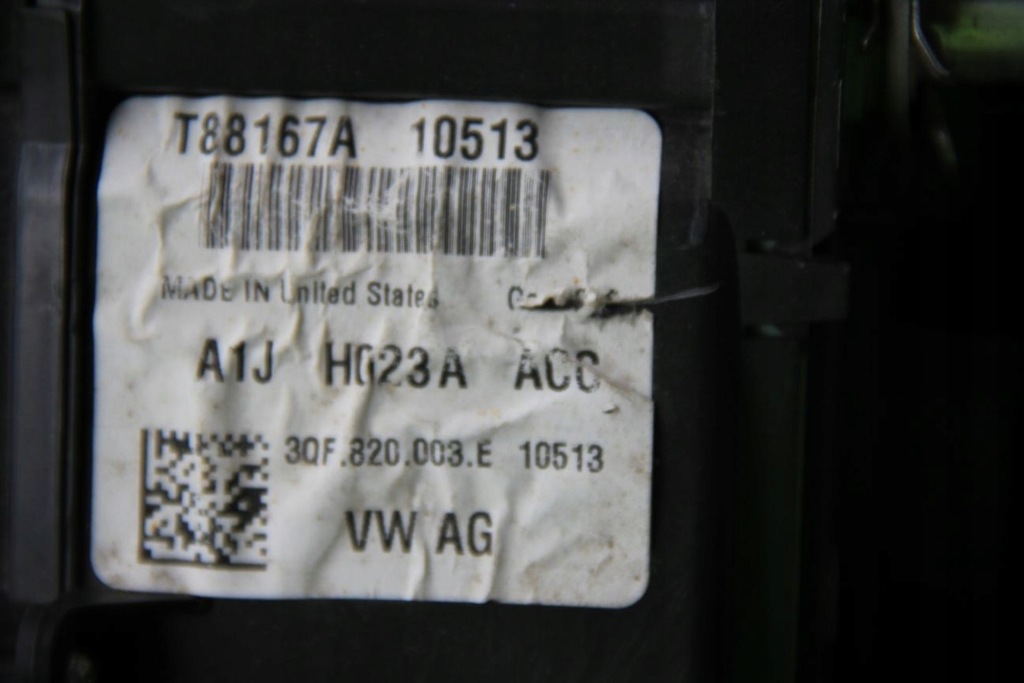 T88167A 10513
MADE IN United States
A1J H023A ACC
3QF.820.003.E 10513
VW AG